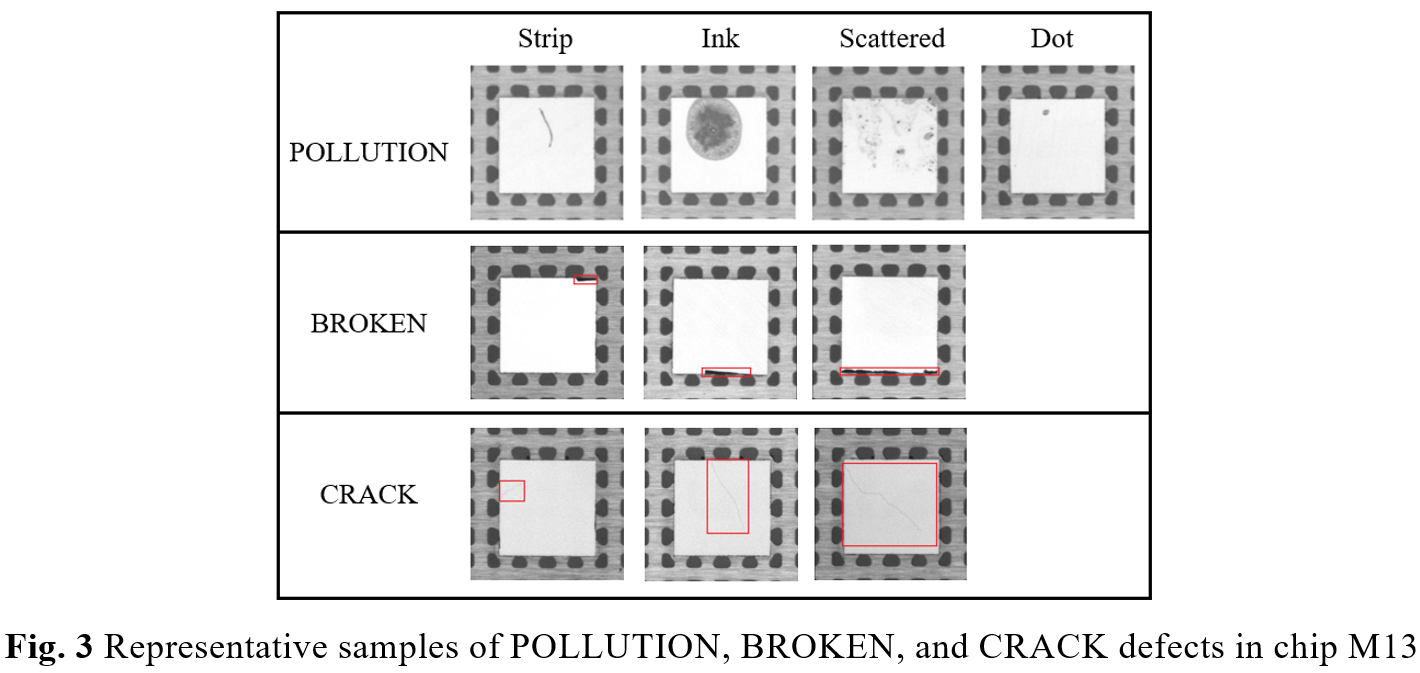 Strip Ink Scattered Dot
POLLUTION
BROKEN
CRACK
Fig. 3 Representative samples of POLLUTION, BROKEN, and CRACK defects in chip M13